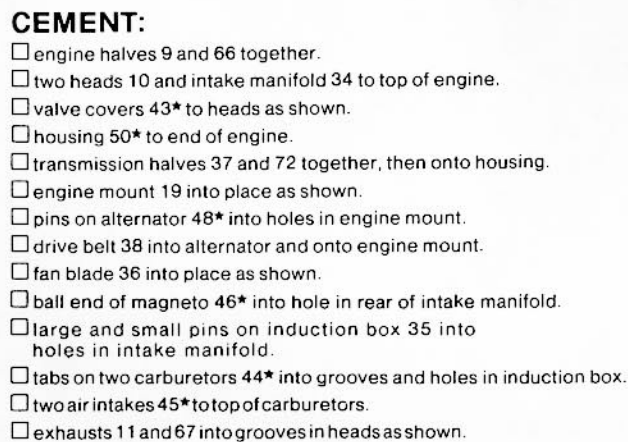 CEMENT:
☐ engine halves 9 and 66 together.
☐ two heads 10 and intake manifold 34 to top of engine.
☐ valve covers 43★ to heads as shown.
☐ housing 50★ to end of engine.
☐ transmission halves 37 and 72 together, then onto housing.
☐ engine mount 19 into place as shown.
☐ pins on alternator 48★ into holes in engine mount.
☐ drive belt 38 into alternator and onto engine mount.
☐ fan blade 36 into place as shown.
☐ ball end of magneto 46★ into hole in rear of intake manifold.
☐ large and small pins on induction box 35 into
holes in intake manifold.
☐ tabs on two carburetors 44★ into grooves and holes in induction box.
☐ two air intakes 45★ to top of carburetors.
☐ exhausts 11 and 67 into grooves in heads as shown.